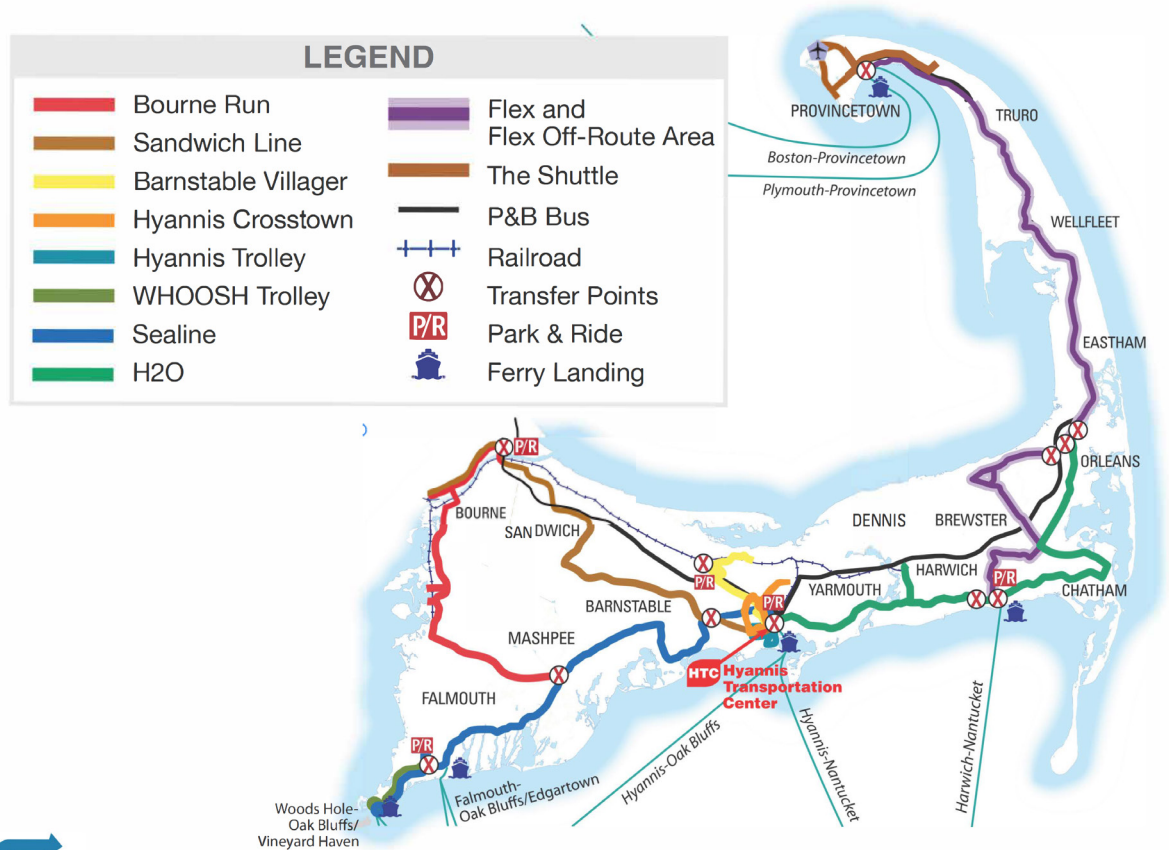 LEGEND
Bourne Run
Sandwich Line
Barnstable Villager
Hyannis Crosstown
Hyannis Trolley
WHOOSH Trolley
Sealine
H2O
Flex and
Flex Off-Route Area
The Shuttle
P&B Bus
Railroad
X
Transfer Points
P/R
Park & Ride
Ferry Landing
X
PROVINCETOWN
TRURO
Boston-Provincetown
Plymouth-Provincetown
WELLFLEET
EASTHAM
X
X
X
ORLEANS
X
P/R
BOURNE
SANDWICH
DENNIS
BREWSTER
X
P/R
HARWICH
P/R
YARMOUTH
P/R
CHATHAM
BARNSTABLE
X
X
X
X
MASHPEE
HTC
Hyannis
Transportation
Center
X
FALMOUTH
P/R
X
Hyannis-Oak Bluffs
Hyannis-Nantucket
Harwich-Nantucket
Falmouth-
Oak Bluffs/Edgartown
Woods Hole-
Oak Bluffs/
Vineyard Haven